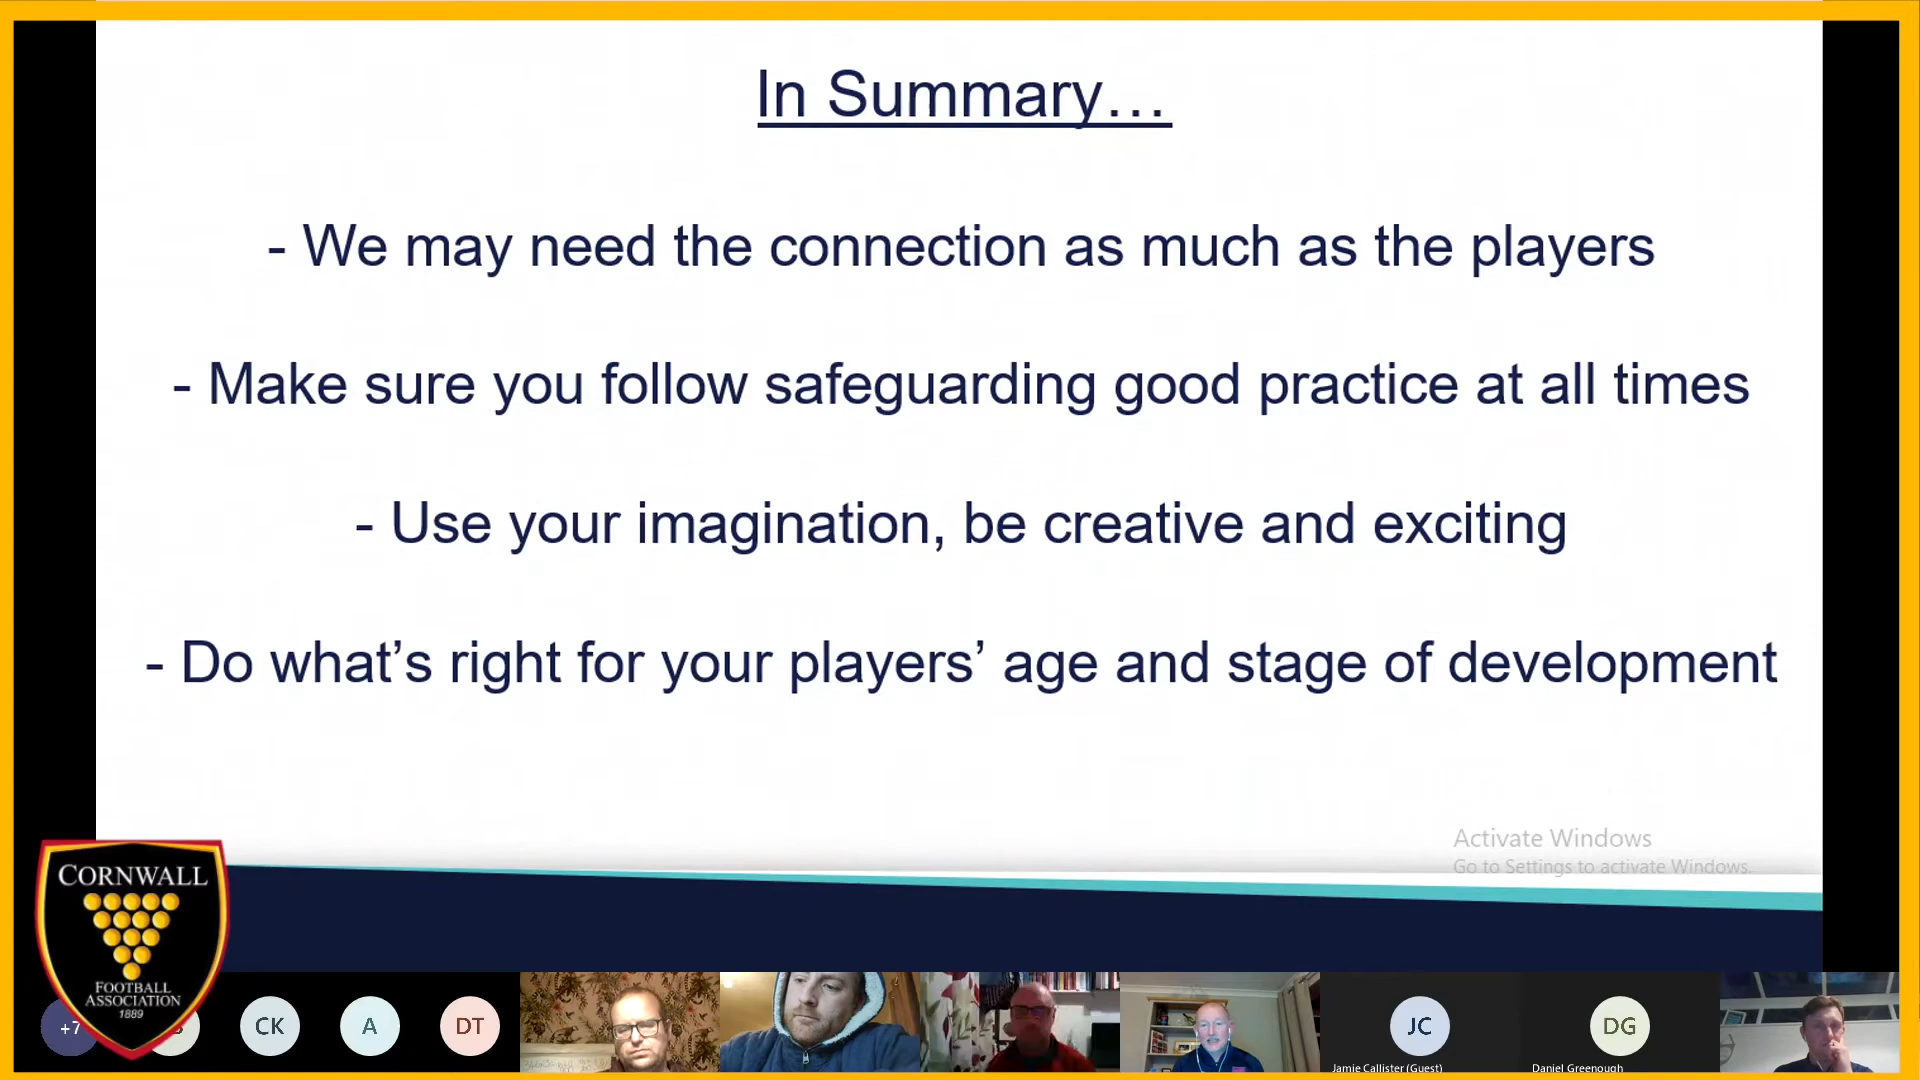 In Summary…
- We may need the connection as much as the players
- Make sure you follow safeguarding good practice at all times
- Use your imagination, be creative and exciting
- Do what’s right for your players’ age and stage of development
Activate Windows
Go to Settings to activate Windows.
CORNWALL
FOOTBALL
ASSOCIATION
1889
+7
CK
A
DT
JC
DG
Jamie Callister (Guest)
Daniel Greenough